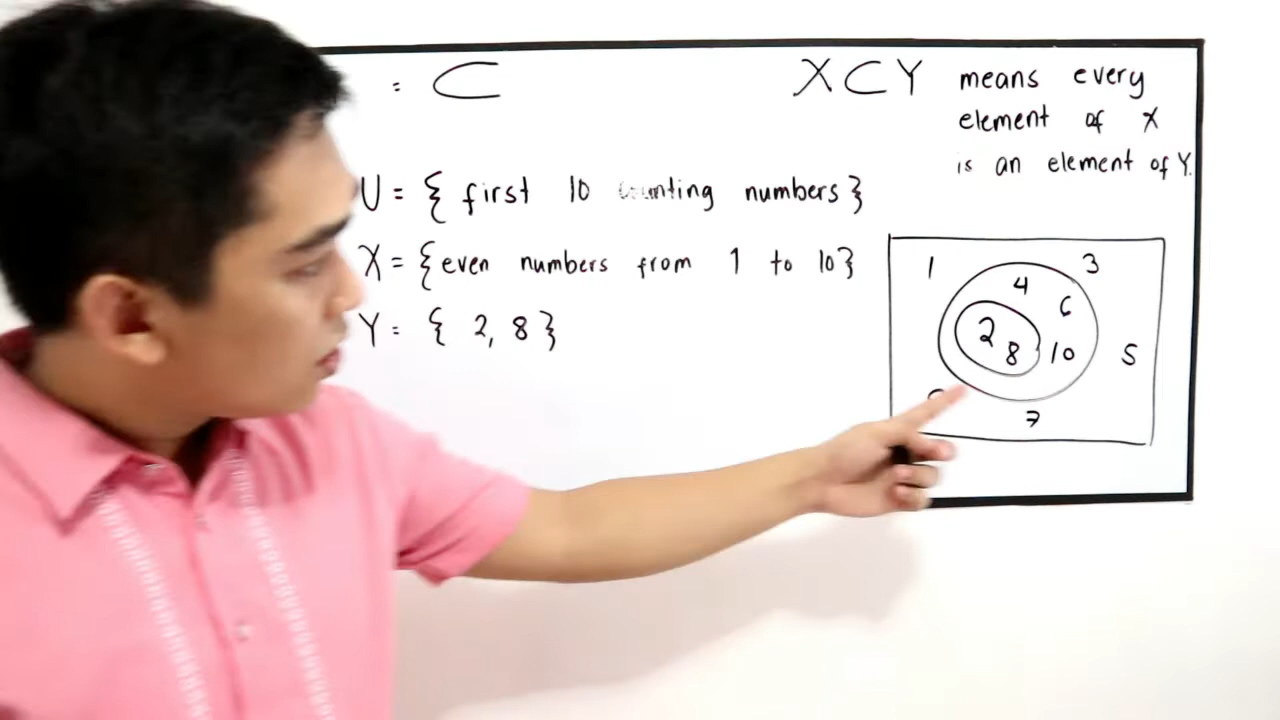 = ⊂
X ⊂ Y means every
element of X
is an element of Y.
U = { first 10 counting numbers }
X = {even numbers from 1 to 10}
Y = { 2, 8 }
1 3
4
6
2
8 10 5
7